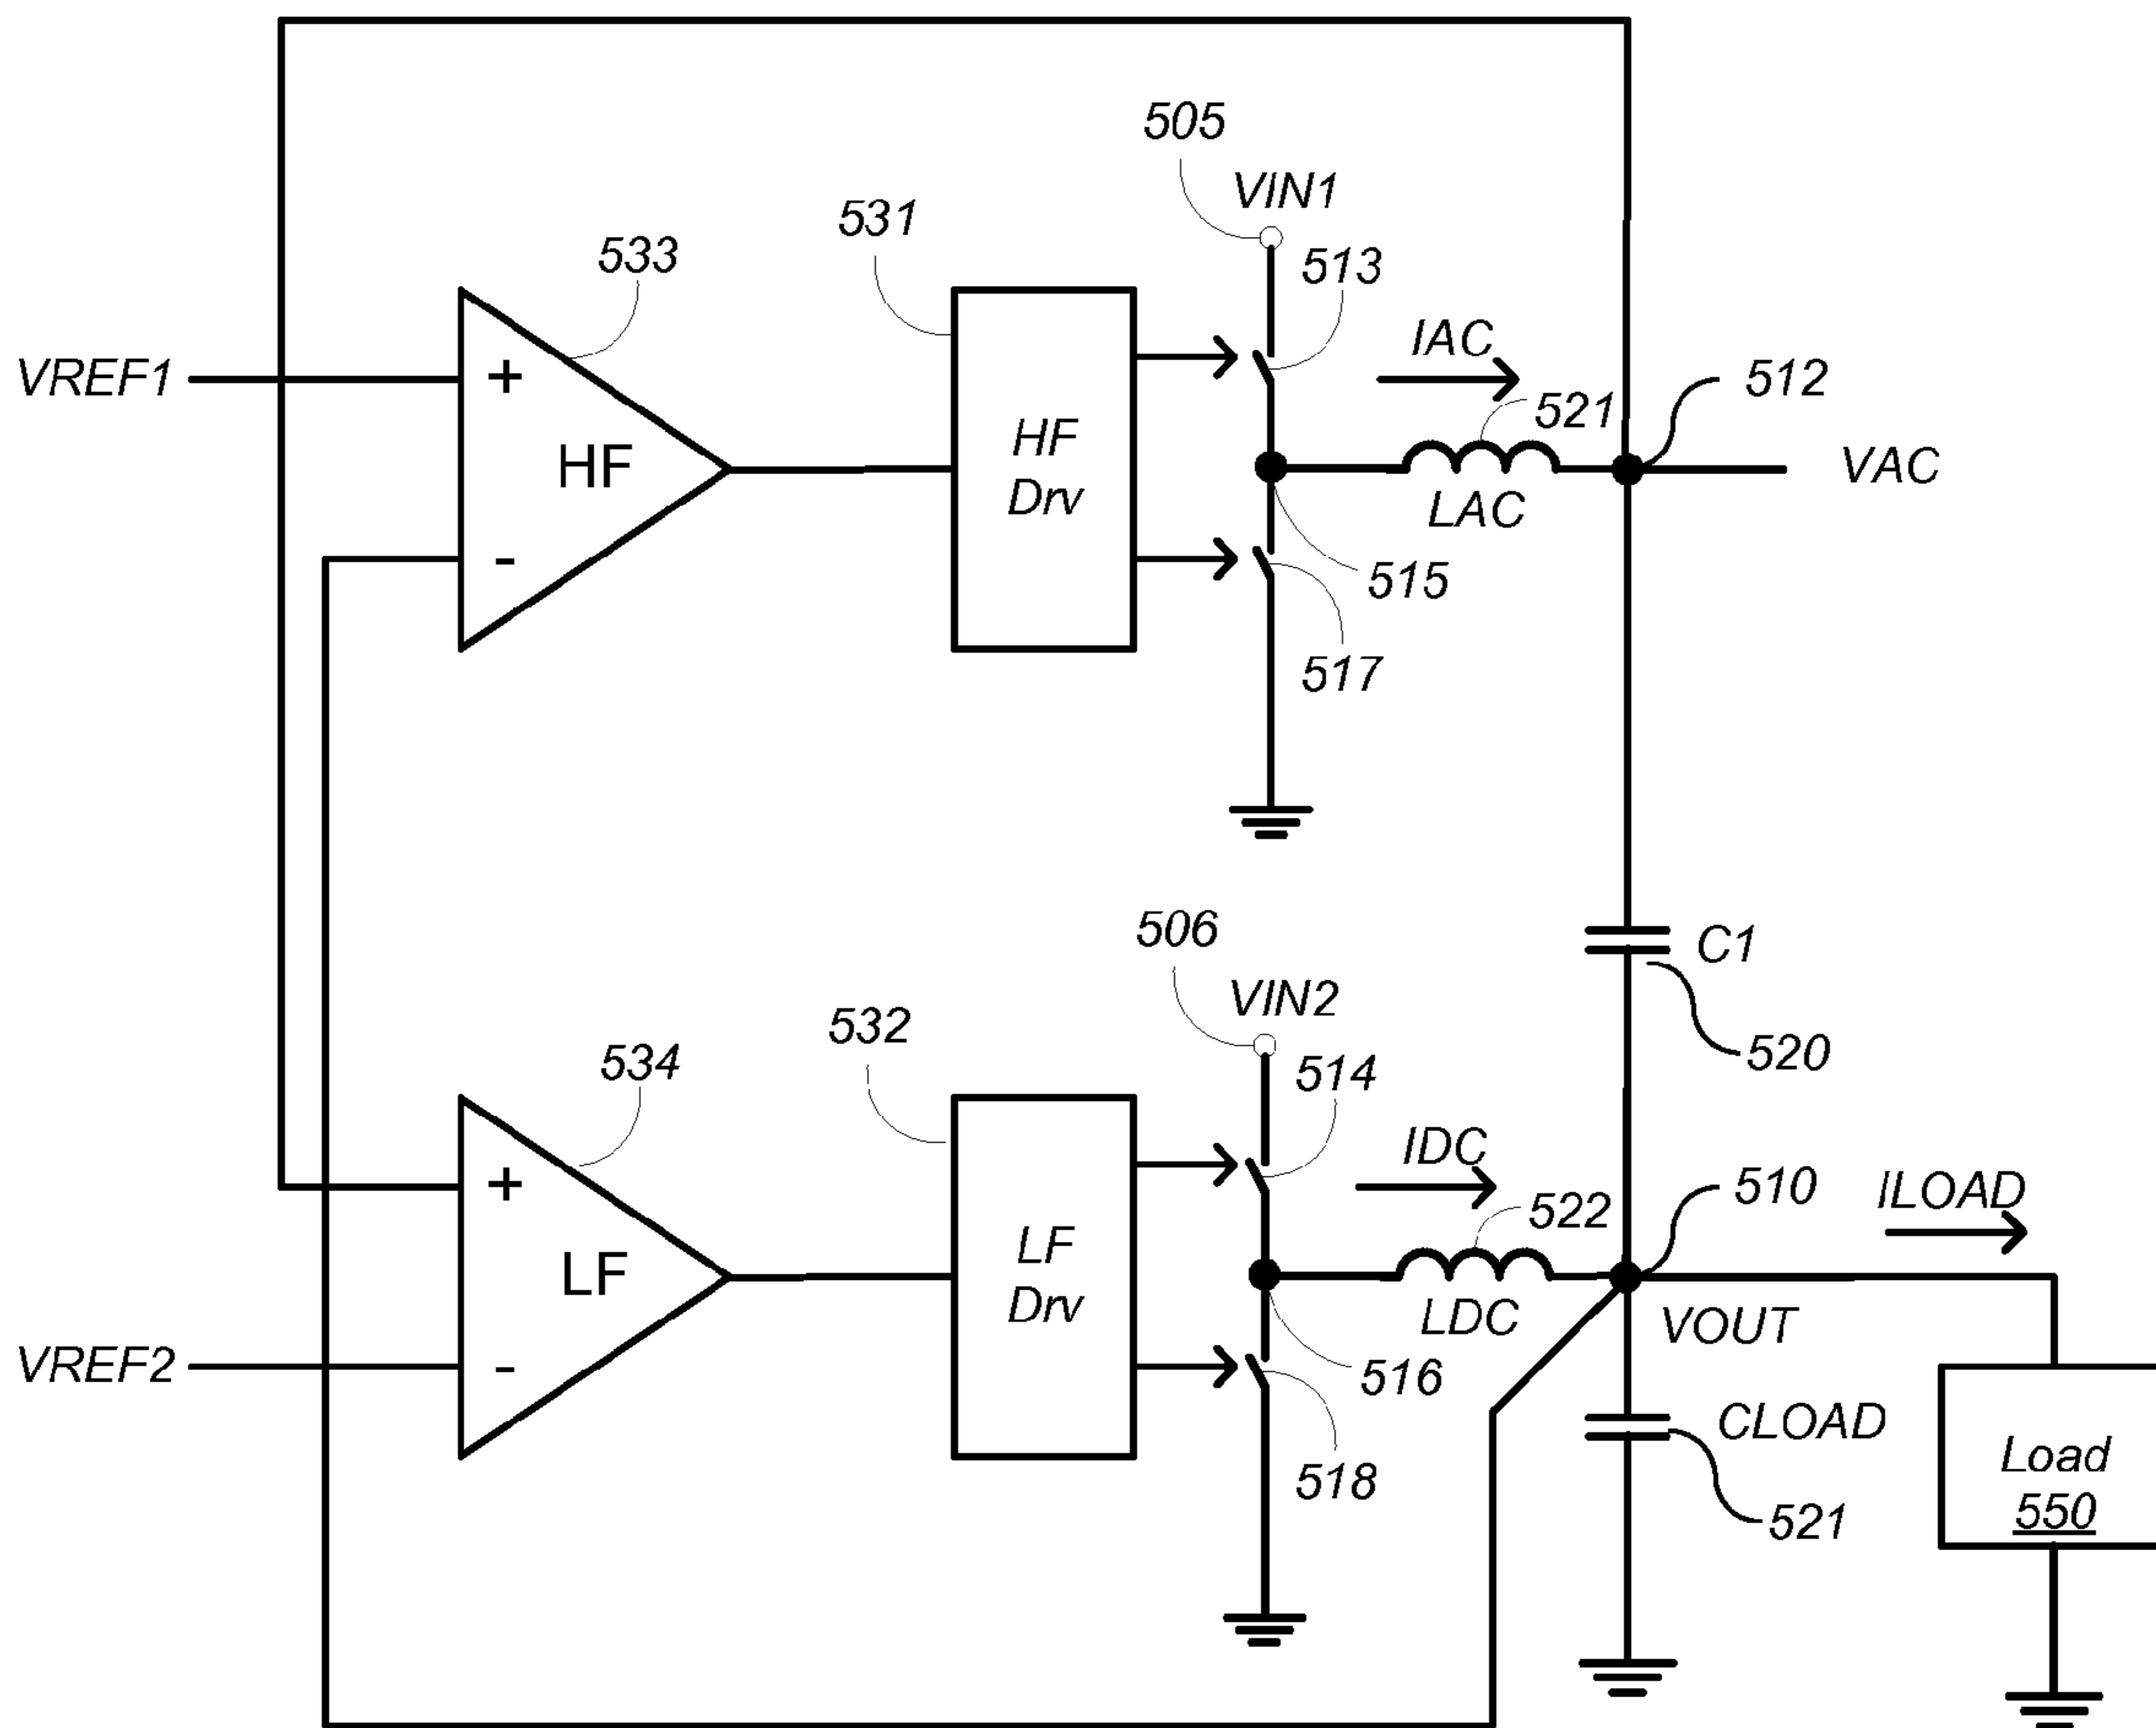 505
VIN1
531
533
513
IAC
VREF1
+
HF
-
HF
Drv
521
512
VAC
LAC
515
517
506
VIN2
C1
520
532
534
514
IDC
510
ILOAD
522
+
LF
-
LF
Drv
LDC
VOUT
VREF2
516
CLOAD
518
521
Load
550